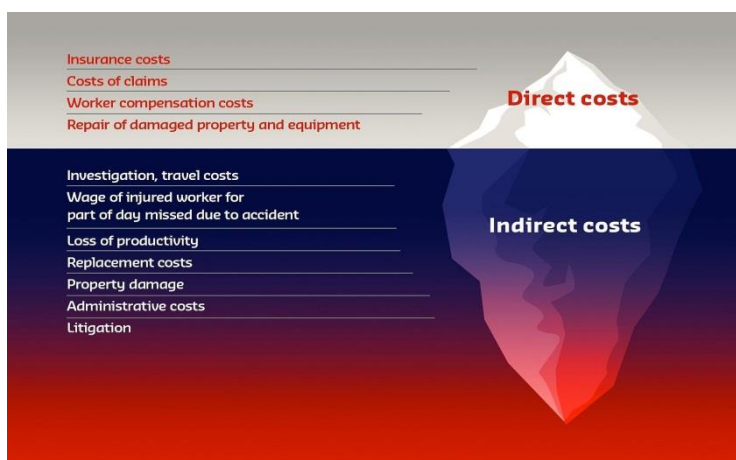 Insurance costs
Costs of claims
Worker compensation costs
Repair of damaged property and equipment
Direct costs
Investigation, travel costs
Wage of injured worker for
part of day missed due to accident
Loss of productivity
Replacement costs
Property damage
Administrative costs
Litigation
Indirect costs